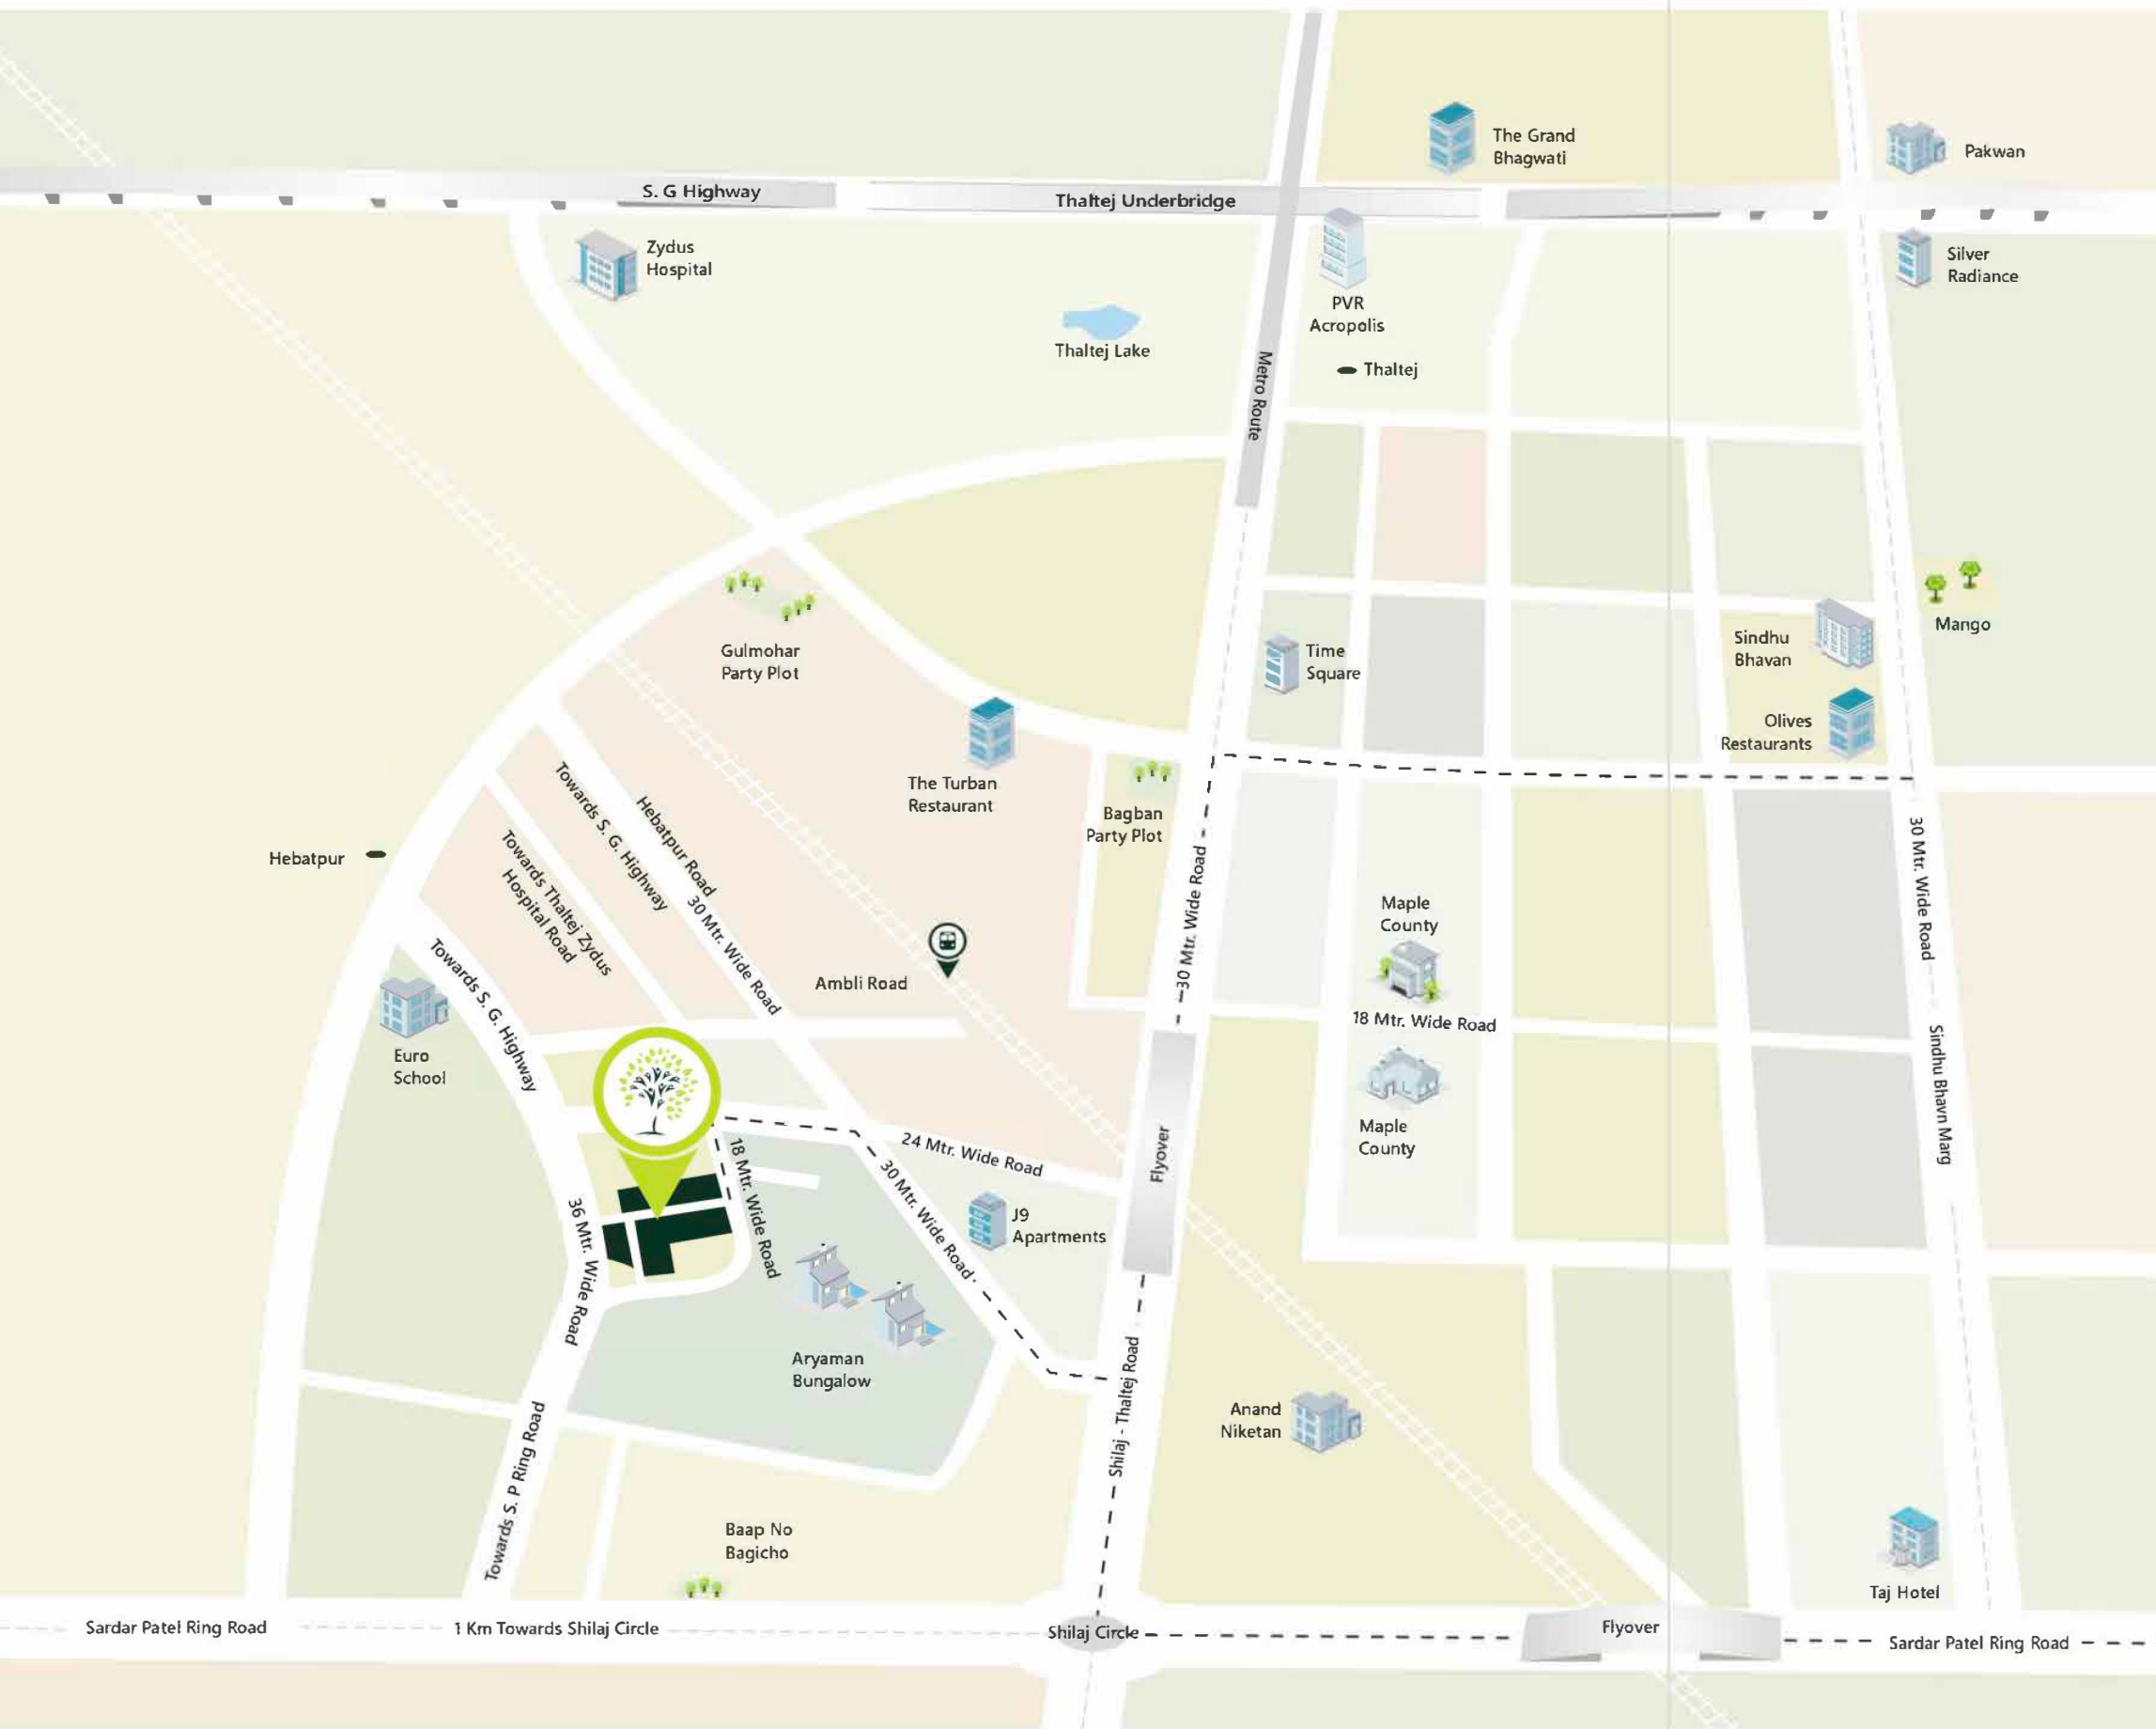 The Grand
Bhagwati
Pakwan
S. G Highway
Thaltej Underbridge
Zydus
Hospital
Silver
Radiance
PVR
Acropolis
Thaltej Lake
Thaltej
Metro Route
Gulmohar
Party Plot
Time
Square
Sindhu
Bhavan
Mango
Olives
Restaurants
The Turban
Restaurant
Bagban
Party Plot
Hebatpur
Towards S. G. Highway
Hebatpur Road
30 Mtr. Wide Road
Towards Thaltej Zydus
Hospital Road
30 Mtr. Wide Road
30 Mtr. Wide Road
Maple
County
Ambli Road
Towards S. G. Highway
18 Mtr. Wide Road
Euro
School
Sindhu Bhavn Marg
Maple
County
Flyover
24 Mtr. Wide Road
18 Mtr. Wide Road
30 Mtr. Wide Road
J9
Apartments
36 Mtr. Wide Road
Aryaman
Bungalow
Shilaj - Thaltej Road
Anand
Niketan
Towards S. P Ring Road
Baap No
Bagicho
Taj Hotel
Sardar Patel Ring Road
1 Km Towards Shilaj Circle
Shilaj Circle
Flyover
Sardar Patel Ring Road